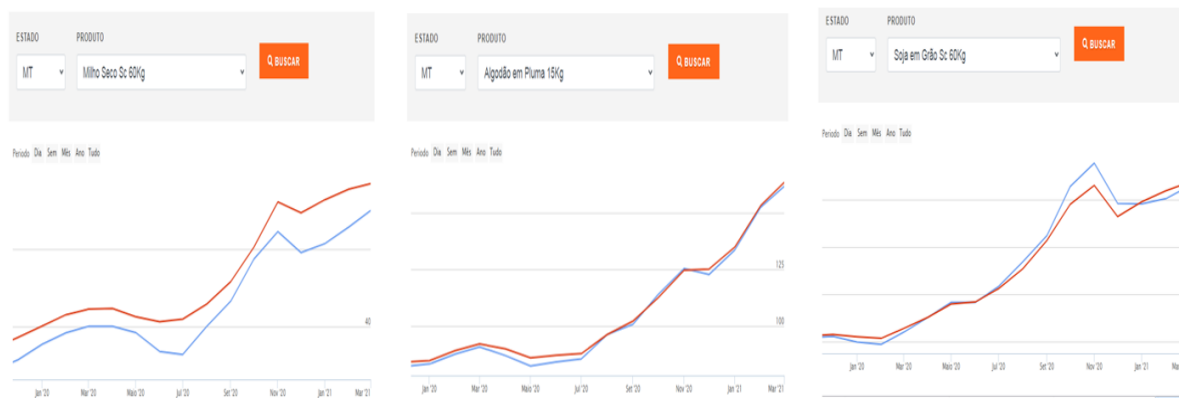 ESTADO PRODUTO
MT Milho Seco Sc 60Kg BUSCAR
Periodo Dia Sem Mês Ano Tudo
40
Jan '20 Mar '20 Maio '20 Jul '20 Set '20 Nov '20 Jan '21 Mar '21
ESTADO PRODUTO
MT Algodão em Pluma 15Kg BUSCAR
Periodo Dia Sem Mês Ano Tudo
125
100
Jan '20 Mar '20 Maio '20 Jul '20 Set '20 Nov '20 Jan '21 Mar '21
ESTADO PRODUTO
MT Soja em Grão Sc 60Kg BUSCAR
Periodo Dia Sem Mês Ano Tudo
Jan '20 Mar '20 Maio '20 Jul '20 Set '20 Nov '20 Jan '21 Mar